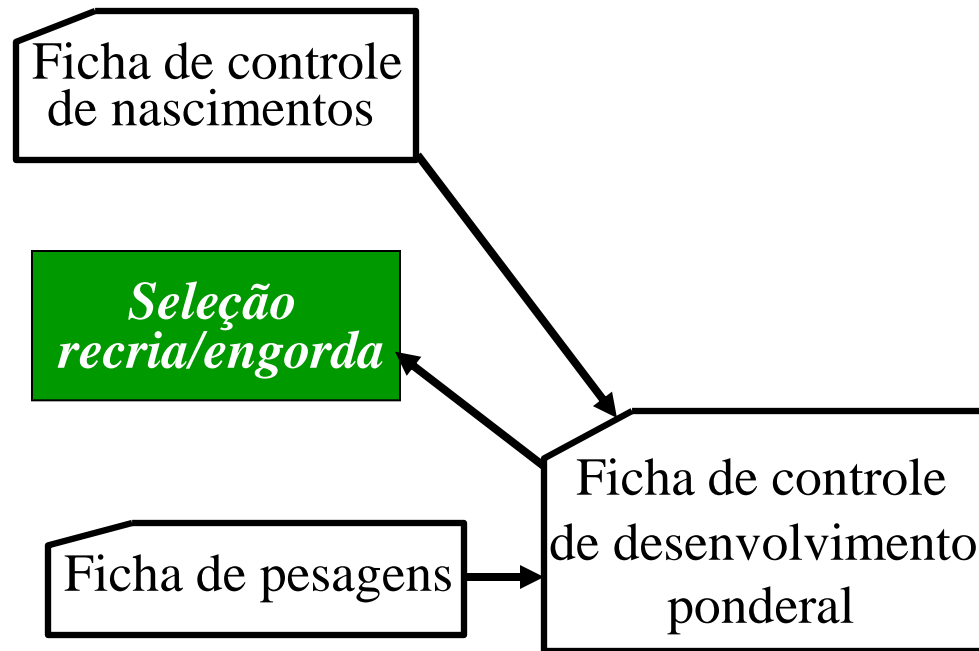 Ficha de controle
de nascimentos
Seleção
recria/engorda
Ficha de controle
de desenvolvimento
ponderal
Ficha de pesagens